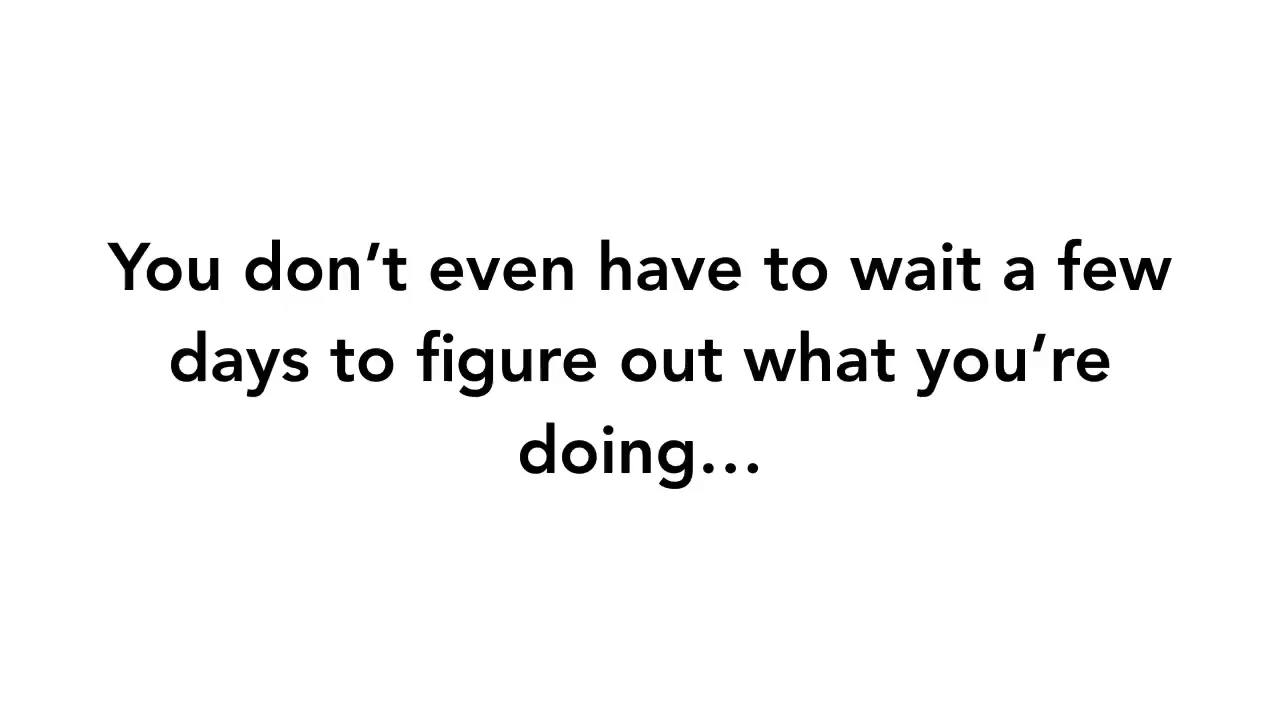 You don’t even have to wait a few
days to figure out what you’re
doing…